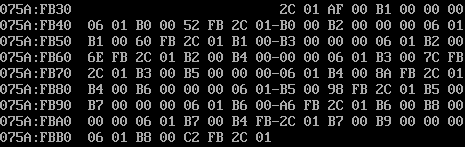 075A:FB30                          2C 01 AF 00 B1 00 00 00
075A:FB40  06 01 B0 00 52 FB 2C 01-B0 00 B2 00 00 00 06 01
075A:FB50  B1 00 60 FB 2C 01 B1 00-B3 00 00 00 06 01 B2 00
075A:FB60  6E FB 2C 01 B2 00 B4 00-00 00 06 01 B3 00 7C FB
075A:FB70  2C 01 B3 00 B5 00 00 00-06 01 B4 00 8A FB 2C 01
075A:FB80  B4 00 B6 00 00 00 06 01-B5 00 98 FB 2C 01 B5 00
075A:FB90  B7 00 00 00 06 01 B6 00-A6 FB 2C 01 B6 00 B8 00
075A:FBA0  00 00 06 01 B7 00 B4 FB-2C 01 B7 00 B9 00 00 00
075A:FBB0  06 01 B8 00 C2 FB 2C 01